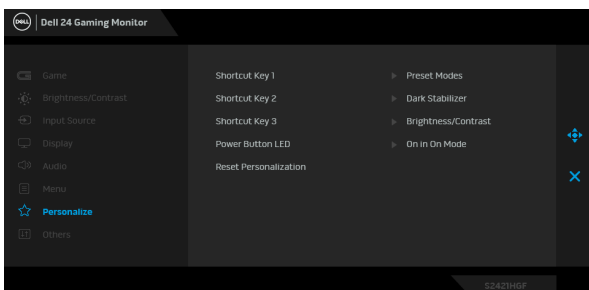 DELL
Dell 24 Gaming Monitor
Game
Shortcut Key 1 Preset Modes
Brightness/Contrast
Shortcut Key 2 Dark Stabilizer
Input Source
Shortcut Key 3 Brightness/Contrast
Display
Power Button LED On in On Mode
Audio
Reset Personalization
Menu
Personalize
Others
S2421HGF